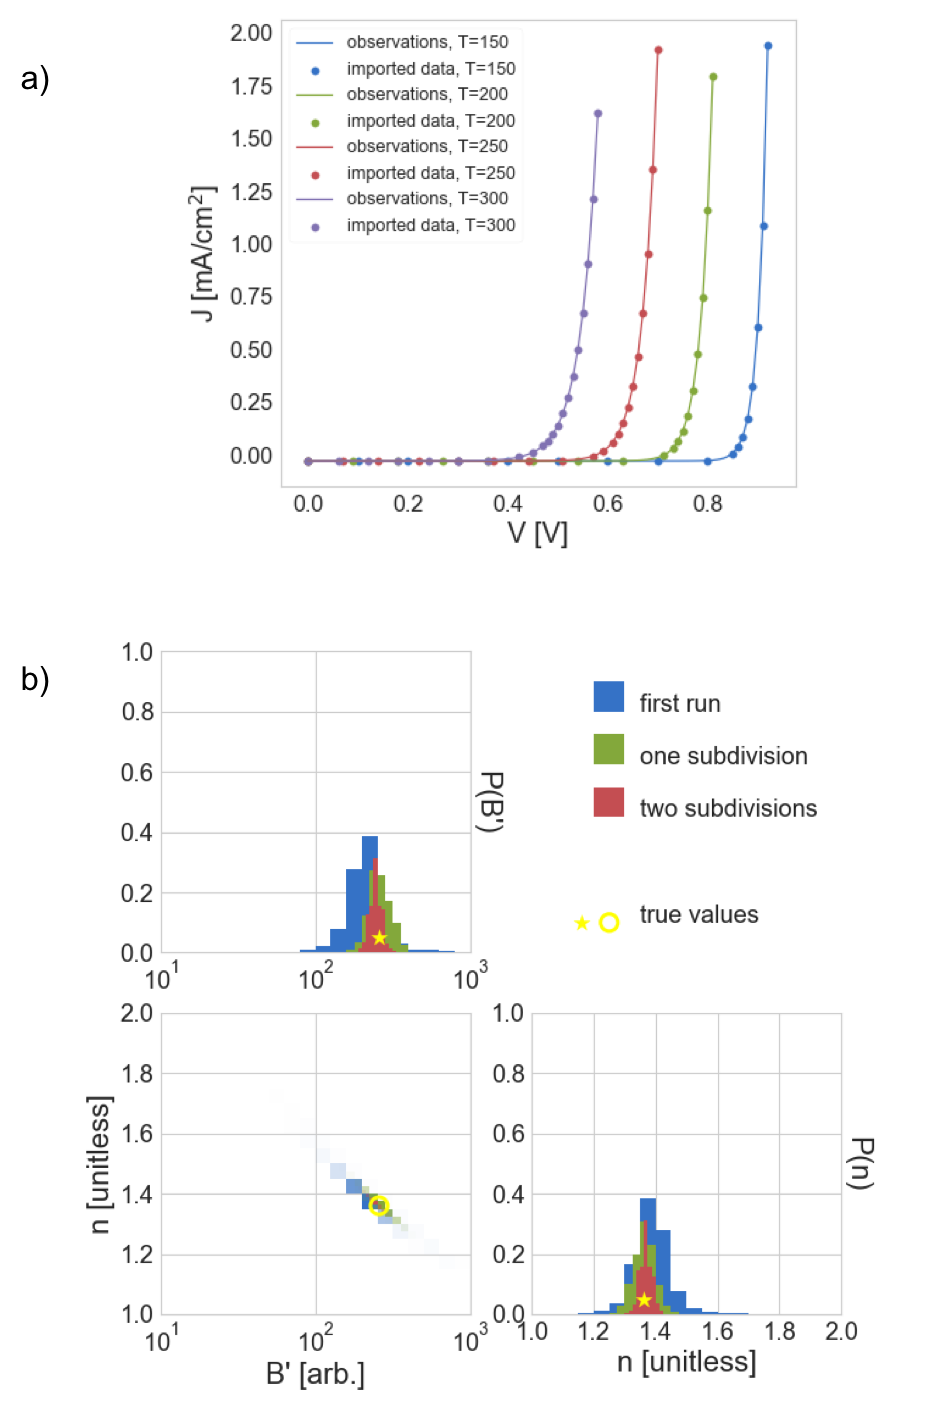 a)
2.00
1.75
1.50
1.25
1.00
0.75
0.50
0.25
0.00
J [mA/cm²]
observations, T=150
imported data, T=150
observations, T=200
imported data, T=200
observations, T=250
imported data, T=250
observations, T=300
imported data, T=300
0.0 0.2 0.4 0.6 0.8
V [V]
b)
1.0
0.8
0.6
0.4
0.2
0.0
10¹ 10² 10³
P(B')
first run
one subdivision
two subdivisions
true values
2.0
1.8
1.6
1.4
1.2
1.0
n [unitless]
10¹ 10² 10³
B' [arb.]
1.0
0.8
0.6
0.4
0.2
0.0
P(n)
1.0 1.2 1.4 1.6 1.8 2.0
n [unitless]